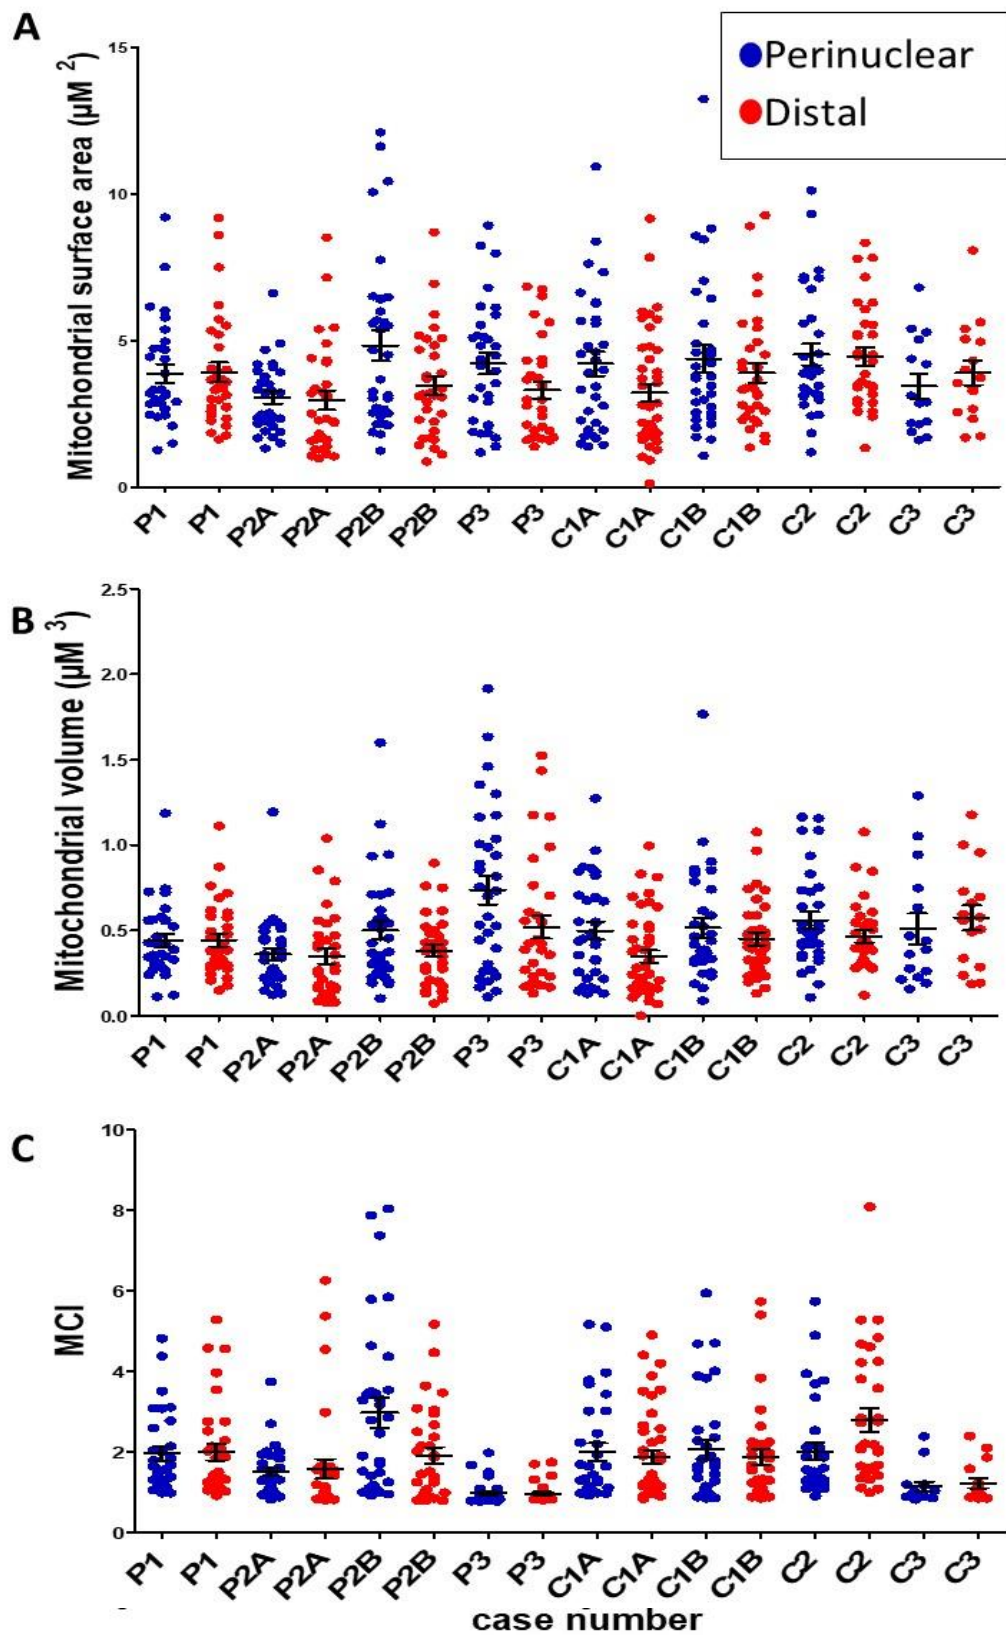 A
Mitochondrial surface area (µM 2)
15
10
5
0
Perinuclear
Distal
P1 P1 P2A P2A P2B P2B P3 P3 C1A C1A C1B C1B C2 C2 C3 C3
B
Mitochondrial volume (µM 3)
2.5
2.0
1.5
1.0
0.5
0.0
P1 P1 P2A P2A P2B P2B P3 P3 C1A C1A C1B C1B C2 C2 C3 C3
C
MCI
10
8
6
4
2
0
P1 P1 P2A P2A P2B P2B P3 P3 C1A C1A C1B C1B C2 C2 C3 C3
case number